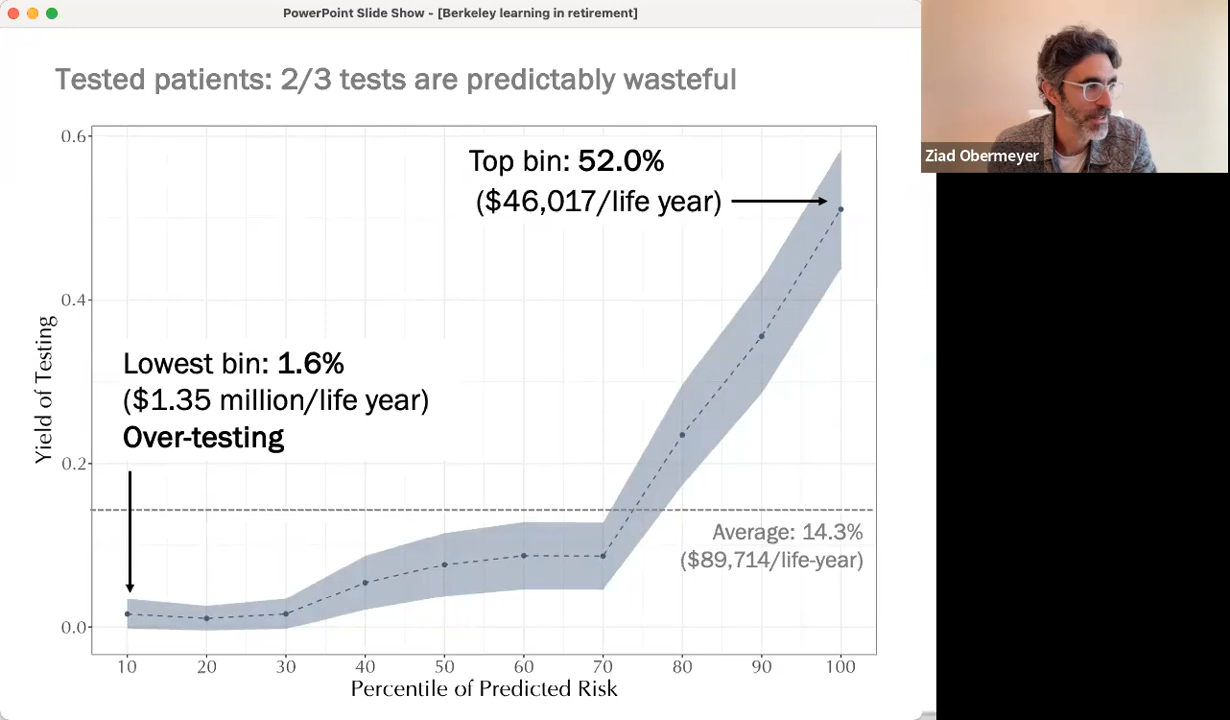 PowerPoint Slide Show - [Berkeley learning in retirement]
Tested patients: 2/3 tests are predictably wasteful
0.6
Top bin: 52.0%
($46,017/life year)
0.4
Lowest bin: 1.6%
($1.35 million/life year)
Over-testing
Yield of Testing
0.2
Average: 14.3%
($89,714/life-year)
0.0
10 20 30 40 50 60 70 80 90 100
Percentile of Predicted Risk
Ziad Obermeyer